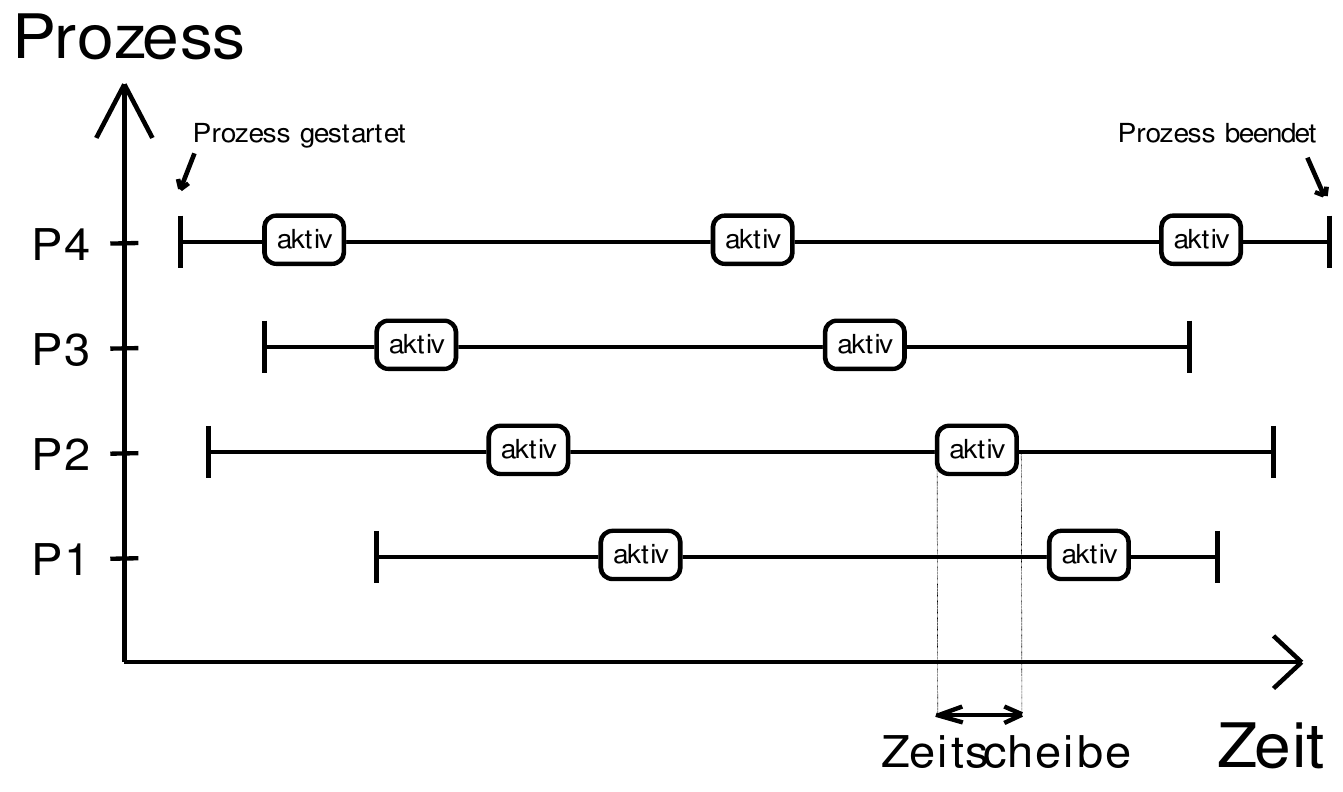 Prozess
Prozess gestartet
Prozess beendet
P4
aktiv
aktiv
aktiv
P3
aktiv
aktiv
P2
aktiv
aktiv
P1
aktiv
aktiv
Zeitscheibe
Zeit